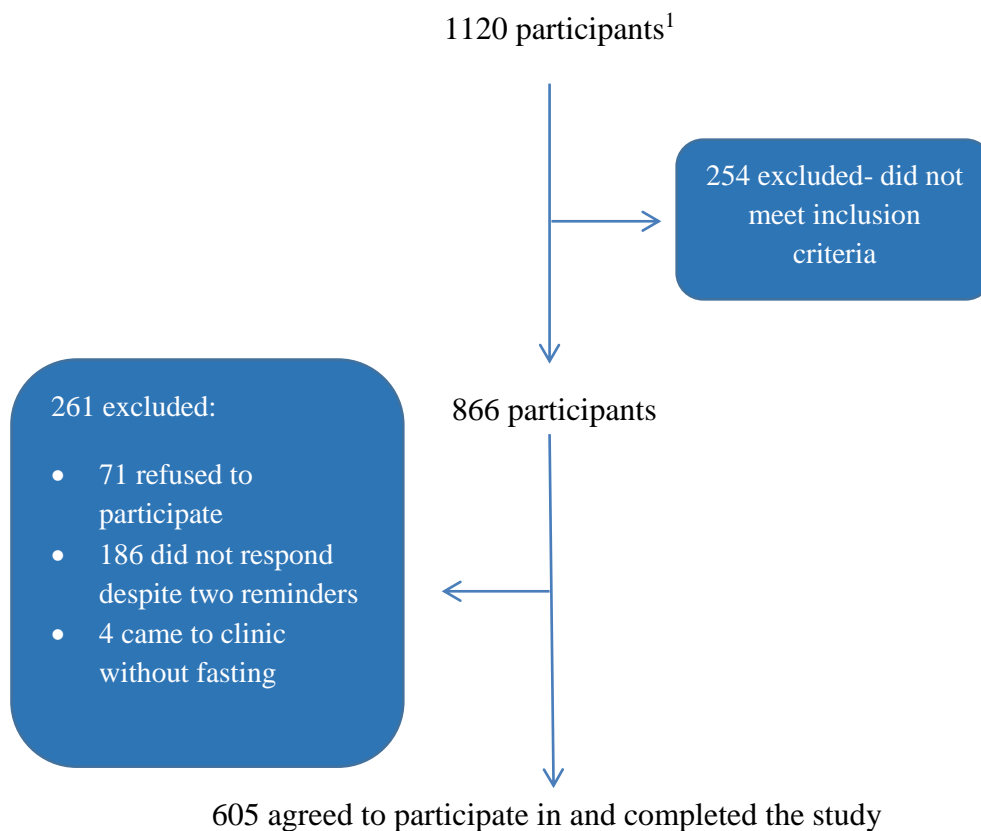 1120 participants¹
254 excluded- did not
meet inclusion
criteria
866 participants
261 excluded:
• 71 refused to
participate
• 186 did not respond
despite two reminders
• 4 came to clinic
without fasting
605 agreed to participate in and completed the study